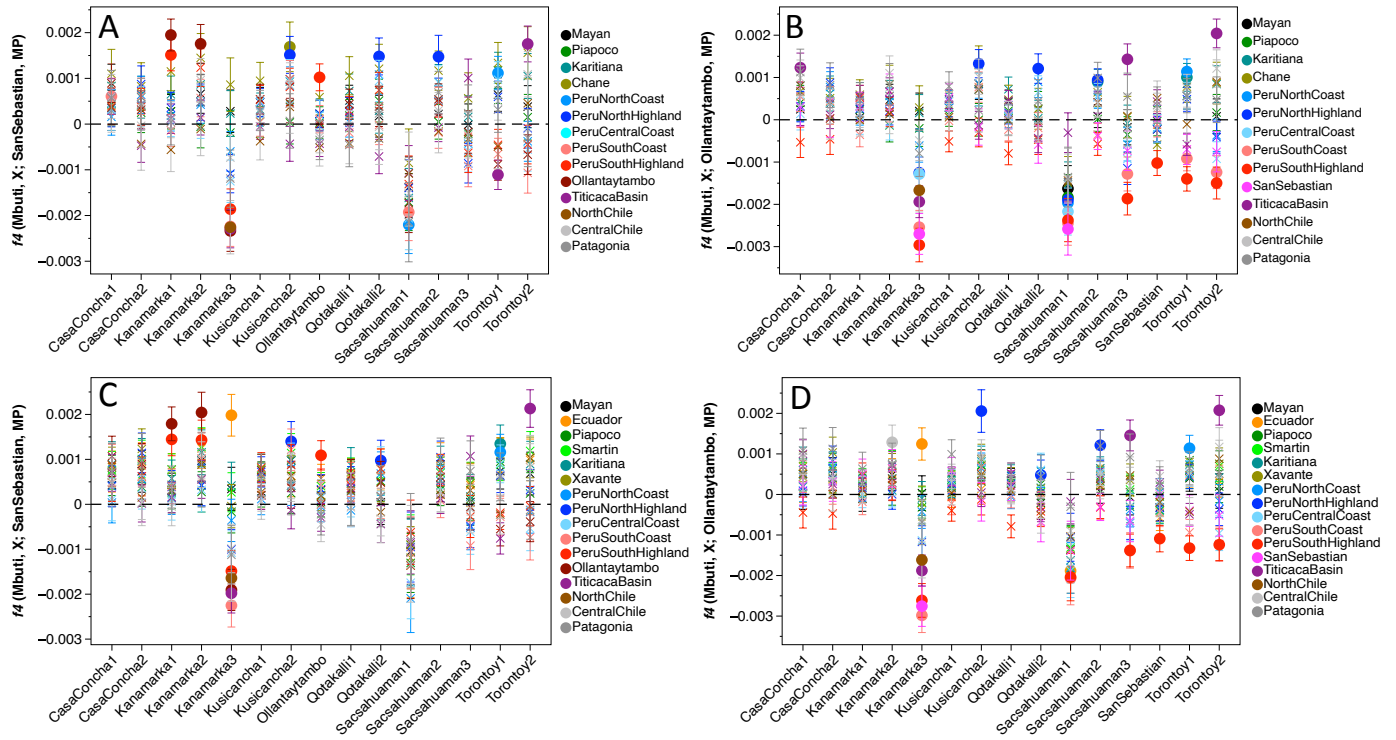 A
f4 (Mbuti, X; SanSebastian, MP)
0.002
0.001
0
−0.001
−0.002
−0.003
CasaConcha1
CasaConcha2
Kanamarka1
Kanamarka2
Kanamarka3
Kusicancha1
Kusicancha2
Ollantaytambo
Qotakalli1
Qotakalli2
Sacsahuaman1
Sacsahuaman2
Sacsahuaman3
Torontoy1
Torontoy2
Mayan
Piapoco
Karitiana
Chane
PeruNorthCoast
PeruNorthHighland
PeruCentralCoast
PeruSouthCoast
PeruSouthHighland
Ollantaytambo
TiticacaBasin
NorthChile
CentralChile
Patagonia
B
f4 (Mbuti, X; Ollantaytambo, MP)
0.002
0.001
0
−0.001
−0.002
−0.003
CasaConcha1
CasaConcha2
Kanamarka1
Kanamarka2
Kanamarka3
Kusicancha1
Kusicancha2
Qotakalli1
Qotakalli2
Sacsahuaman1
Sacsahuaman2
Sacsahuaman3
SanSebastian
Torontoy1
Torontoy2
Mayan
Piapoco
Karitiana
Chane
PeruNorthCoast
PeruNorthHighland
PeruCentralCoast
PeruSouthCoast
PeruSouthHighland
SanSebastian
TiticacaBasin
NorthChile
CentralChile
Patagonia
C
f4 (Mbuti, X; SanSebastian, MP)
0.002
0.001
0
−0.001
−0.002
−0.003
CasaConcha1
CasaConcha2
Kanamarka1
Kanamarka2
Kanamarka3
Kusicancha1
Kusicancha2
Ollantaytambo
Qotakalli1
Qotakalli2
Sacsahuaman1
Sacsahuaman2
Sacsahuaman3
Torontoy1
Torontoy2
Mayan
Ecuador
Piapoco
Smartin
Karitiana
Xavante
PeruNorthCoast
PeruNorthHighland
PeruCentralCoast
PeruSouthCoast
PeruSouthHighland
Ollantaytambo
TiticacaBasin
NorthChile
CentralChile
Patagonia
D
f4 (Mbuti, X; Ollantaytambo, MP)
0.002
0.001
0
−0.001
−0.002
−0.003
CasaConcha1
CasaConcha2
Kanamarka1
Kanamarka2
Kanamarka3
Kusicancha1
Kusicancha2
Qotakalli1
Qotakalli2
Sacsahuaman1
Sacsahuaman2
Sacsahuaman3
SanSebastian
Torontoy1
Torontoy2
Mayan
Ecuador
Piapoco
Smartin
Karitiana
Xavante
PeruNorthCoast
PeruNorthHighland
PeruCentralCoast
PeruSouthCoast
PeruSouthHighland
SanSebastian
TiticacaBasin
NorthChile
CentralChile
Patagonia